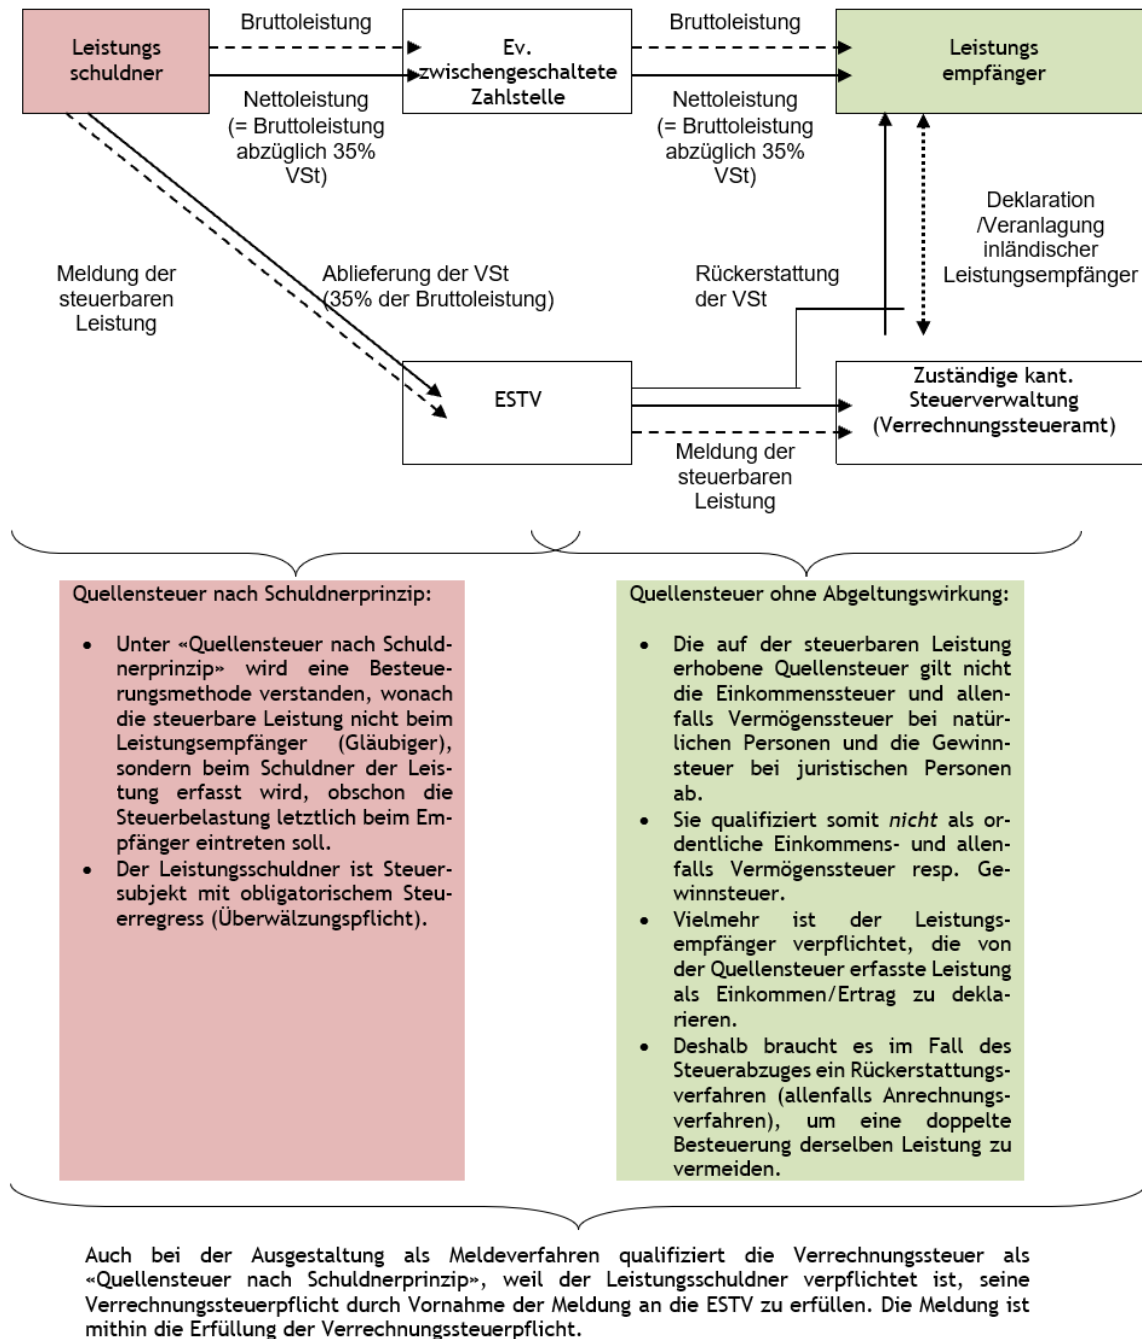 Leistungs
schuldner
Bruttoleistung
Ev.
zwischengeschaltete
Zahlstelle
Bruttoleistung
Leistungs
empfänger
Nettoleistung
(= Bruttoleistung
abzüglich 35%
VSt)
Nettoleistung
(= Bruttoleistung
abzüglich 35%
VSt)
Meldung der
steuerbaren
Leistung
Ablieferung der VSt
(35% der Bruttoleistung)
Rückerstattung
der VSt
Deklaration
/Veranlagung
inländischer
Leistungsempfänger
ESTV
Zuständige kant.
Steuerverwaltung
(Verrechnungssteueramt)
Meldung der
steuerbaren
Leistung
Quellensteuer nach Schuldnerprinzip:
• Unter «Quellensteuer nach Schuld-
nerprinzip» wird eine Besteue-
rungsmethode verstanden, wonach
die steuerbare Leistung nicht beim
Leistungsempfänger (Gläubiger),
sondern beim Schuldner der Leis-
tung erfasst wird, obschon die
Steuerbelastung letztlich beim Emp-
fänger eintreten soll.
• Der Leistungsschuldner ist Steuer-
subjekt mit obligatorischem Steu-
erregress (Überwälzungspflicht).
Quellensteuer ohne Abgeltungswirkung:
• Die auf der steuerbaren Leistung
erhobene Quellensteuer gilt nicht
die Einkommenssteuer und allen-
falls Vermögenssteuer bei natür-
lichen Personen und die Gewinn-
steuer bei juristischen Personen
ab.
• Sie qualifiziert somit nicht als or-
dentliche Einkommens- und allen-
falls Vermögenssteuer resp. Ge-
winnsteuer.
• Vielmehr ist der Leistungs-
empfänger verpflichtet, die von
der Quellensteuer erfasste Leistung
als Einkommen/Ertrag zu dekla-
rieren.
• Deshalb braucht es im Fall des
Steuerabzuges ein Rückerstattungs-
verfahren (allenfalls Anrechnungs-
verfahren), um eine doppelte
Besteuerung derselben Leistung zu
vermeiden.
Auch bei der Ausgestaltung als Meldeverfahren qualifiziert die Verrechnungssteuer als
«Quellensteuer nach Schuldnerprinzip», weil der Leistungsschuldner verpflichtet ist, seine
Verrechnungssteuerpflicht durch Vornahme der Meldung an die ESTV zu erfüllen. Die Meldung ist
mithin die Erfüllung der Verrechnungssteuerpflicht.